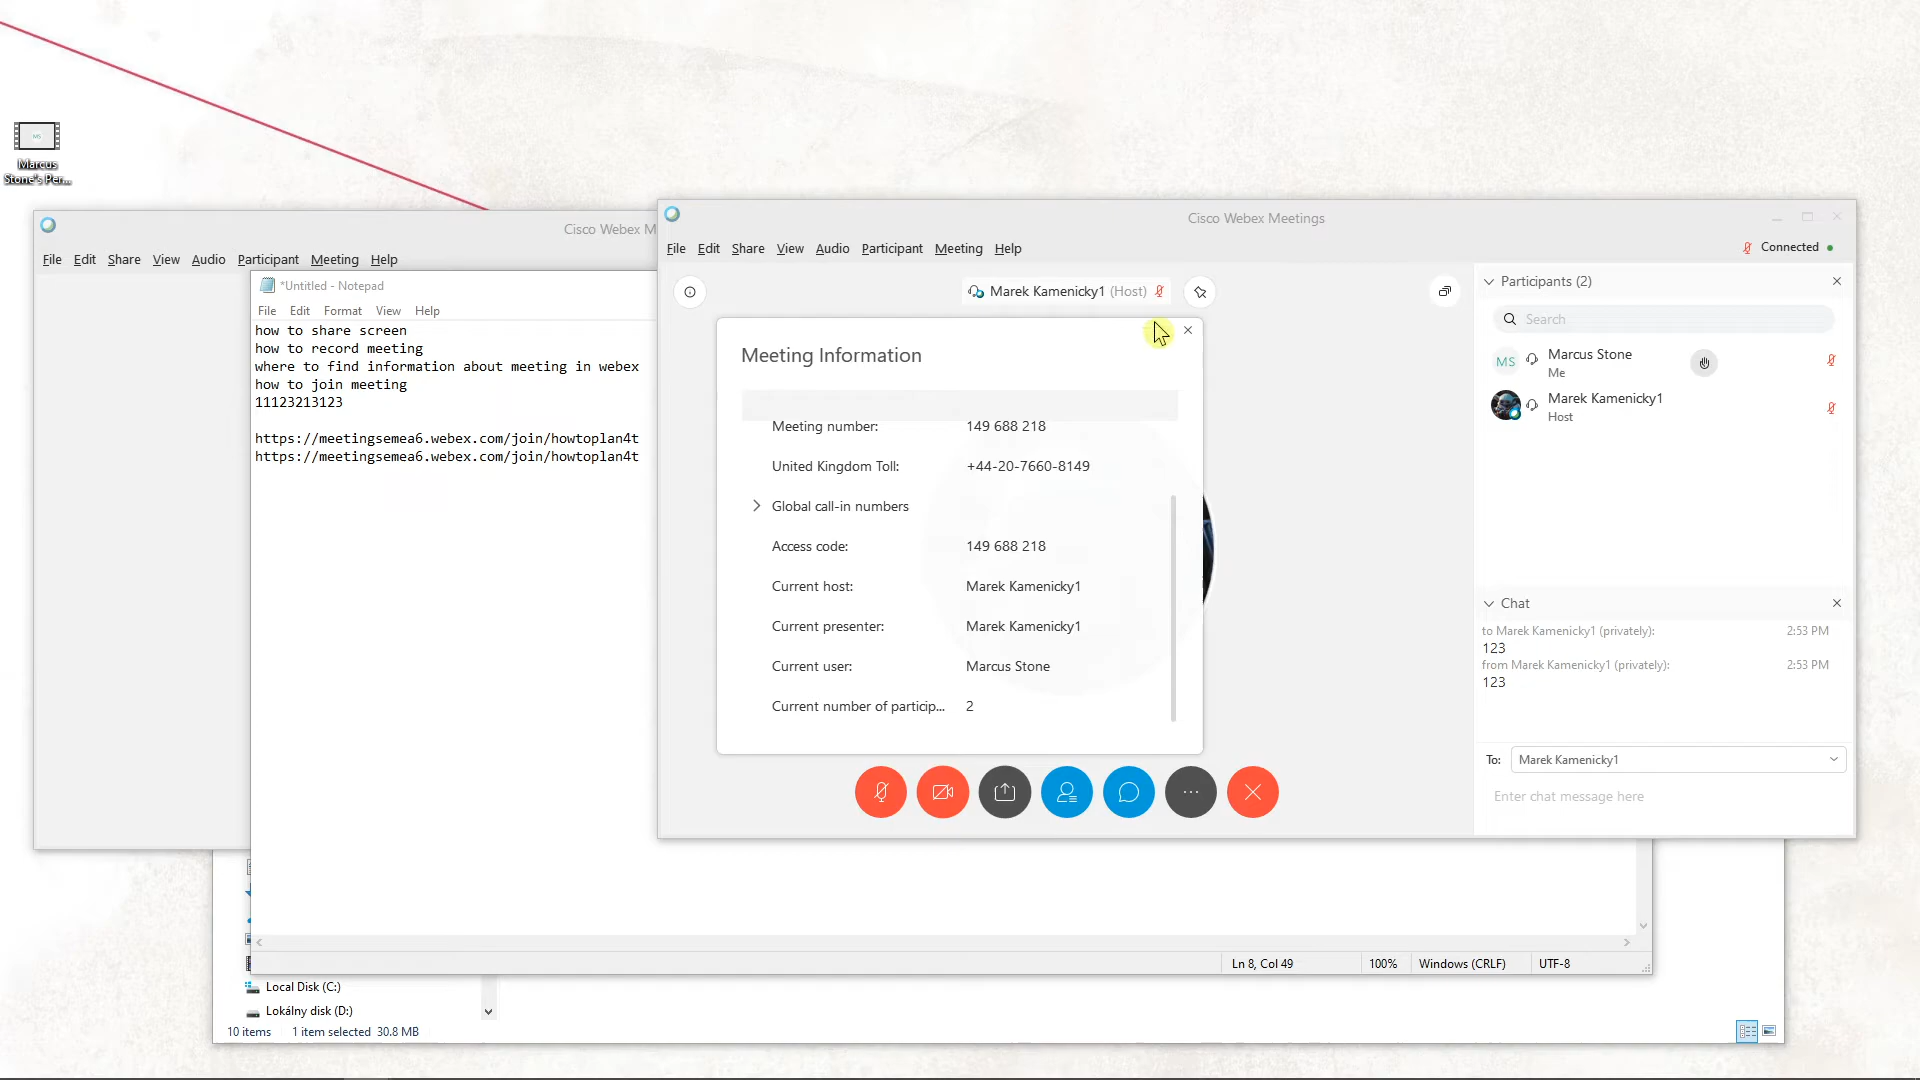 MS
Marcus
Stone's Per...
Cisco Webex M
File Edit Share View Audio Participant Meeting Help
*Untitled - Notepad
File Edit Format View Help
how to share screen
how to record meeting
where to find information about meeting in webex
how to join meeting
11123213123
https://meetingsemea6.webex.com/join/howtoplan4t
https://meetingsemea6.webex.com/join/howtoplan4t
Ln 8, Col 49 100% Windows (CRLF) UTF-8
Local Disk (C:)
Lokálny disk (D:)
10 items 1 item selected 30.8 MB
Cisco Webex Meetings
File Edit Share View Audio Participant Meeting Help
Connected
Marek Kamenicky1 (Host)
Meeting Information
Meeting number: 149 688 218
United Kingdom Toll: +44-20-7660-8149
Global call-in numbers
Access code: 149 688 218
Current host: Marek Kamenicky1
Current presenter: Marek Kamenicky1
Current user: Marcus Stone
Current number of particip... 2
Participants (2)
Search
MS Marcus Stone
Me
Marek Kamenicky1
Host
Chat
to Marek Kamenicky1 (privately): 2:53 PM
123
from Marek Kamenicky1 (privately): 2:53 PM
123
To: Marek Kamenicky1
Enter chat message here